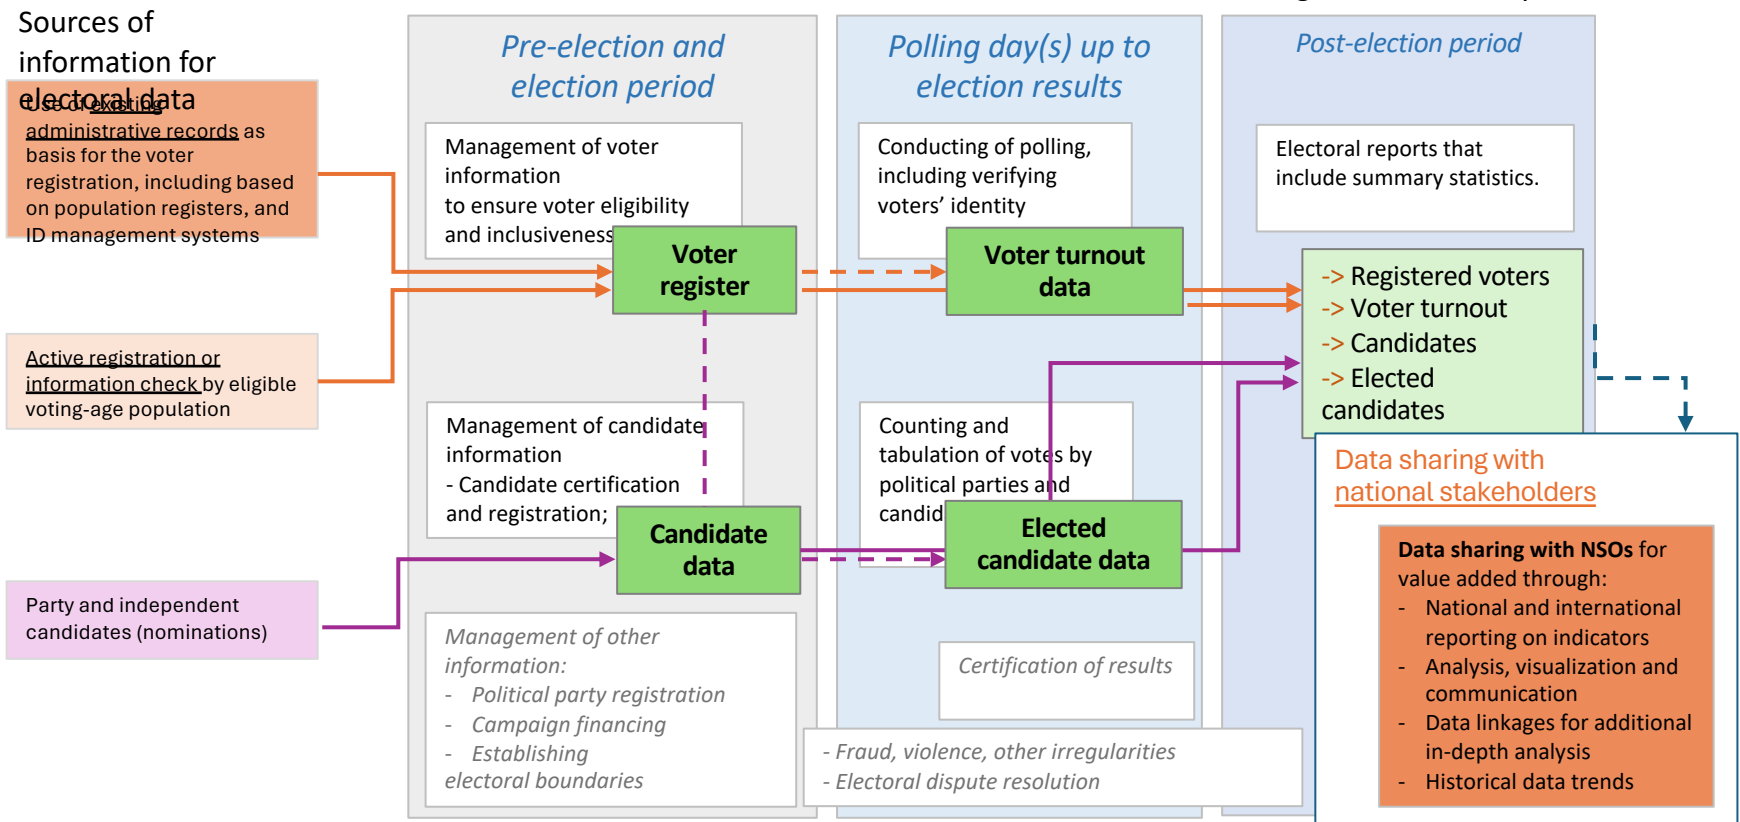 Sources of
information for
electoral data
Use of existing
administrative records as
basis for the voter
registration, including based
on population registers, and
ID management systems
Active registration or
information check by eligible
voting-age population
Party and independent
candidates (nominations)
Pre-election and
election period
Management of voter
information
to ensure voter eligibility
and inclusiveness
Voter
register
Management of candidate
information
- Candidate certification
and registration;
Candidate
data
Management of other
information:
- Political party registration
- Campaign financing
- Establishing
electoral boundaries
Polling day(s) up to
election results
Conducting of polling,
including verifying
voters' identity
Voter turnout
data
Counting and
tabulation of votes by
political parties and
candid
Elected
candidate data
Certification of results
- Fraud, violence, other irregularities
- Electoral dispute resolution
Post-election period
Electoral reports that
include summary statistics.
-> Registered voters
-> Voter turnout
-> Candidates
-> Elected
candidates
Data sharing with
national stakeholders
Data sharing with NSOs for
value added through:
- National and international
reporting on indicators
- Analysis, visualization and
communication
- Data linkages for additional
in-depth analysis
- Historical data trends